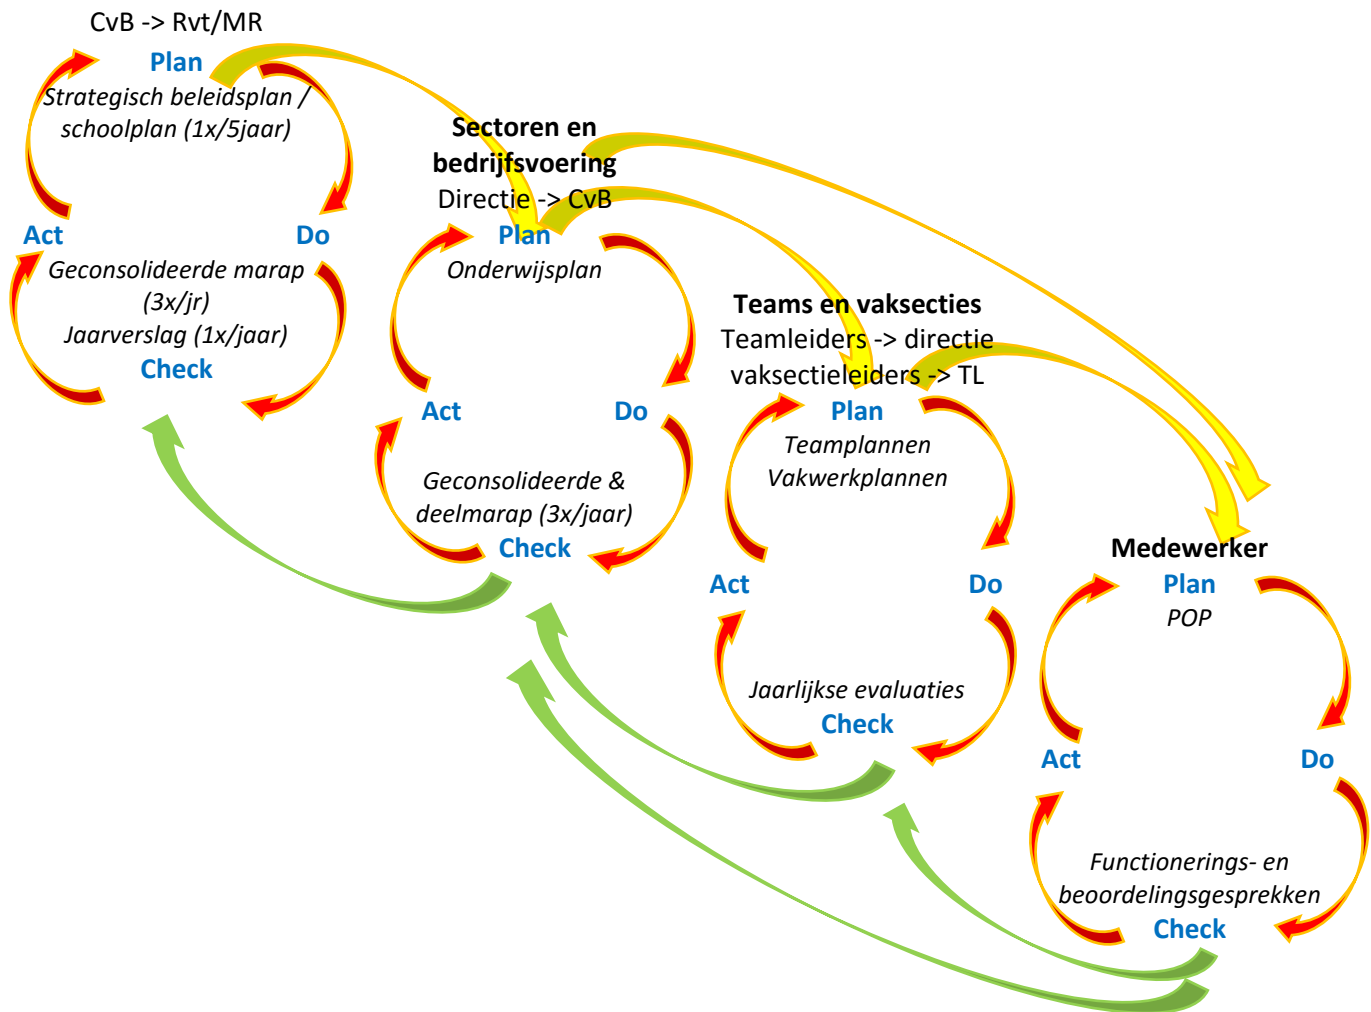 CvB -> Rvt/MR
Plan
Strategisch beleidsplan /
schoolplan (1x/5jaar)
Act
Do
Geconsolideerde marap
(3x/jr)
Jaarverslag (1x/jaar)
Check
Sectoren en
bedrijfsvoering
Directie -> CvB
Plan
Onderwijsplan
Act
Do
Geconsolideerde &
deelmarap (3x/jaar)
Check
Teams en vaksecties
Teamleiders -> directie
vaksectieleiders -> TL
Plan
Teamplannen
Vakwerkplannen
Act
Do
Jaarlijkse evaluaties
Check
Medewerker
Plan
POP
Act
Do
Functionerings- en
beoordelingsgesprekken
Check